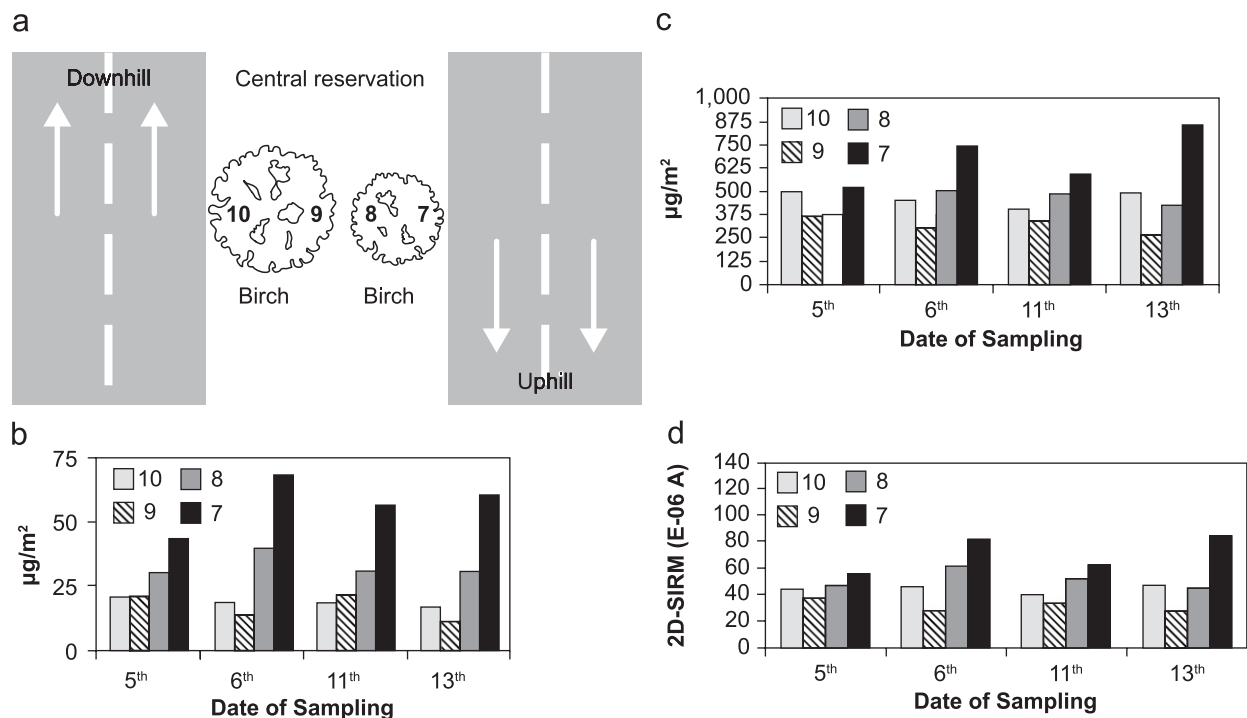 a
Downhill
Central reservation
10
9
8
7
Birch
Birch
Uphill
b
75
50
25
0
µg/m²
10
8
9
7
5th
6th
11th
13th
Date of Sampling
c
1,000
875
750
625
500
375
250
125
0
µg/m²
10
8
9
7
5th
6th
11th
13th
Date of Sampling
d
140
120
100
80
60
40
20
0
2D-SIRM (E-06 A)
10
8
9
7
5th
6th
11th
13th
Date of Sampling